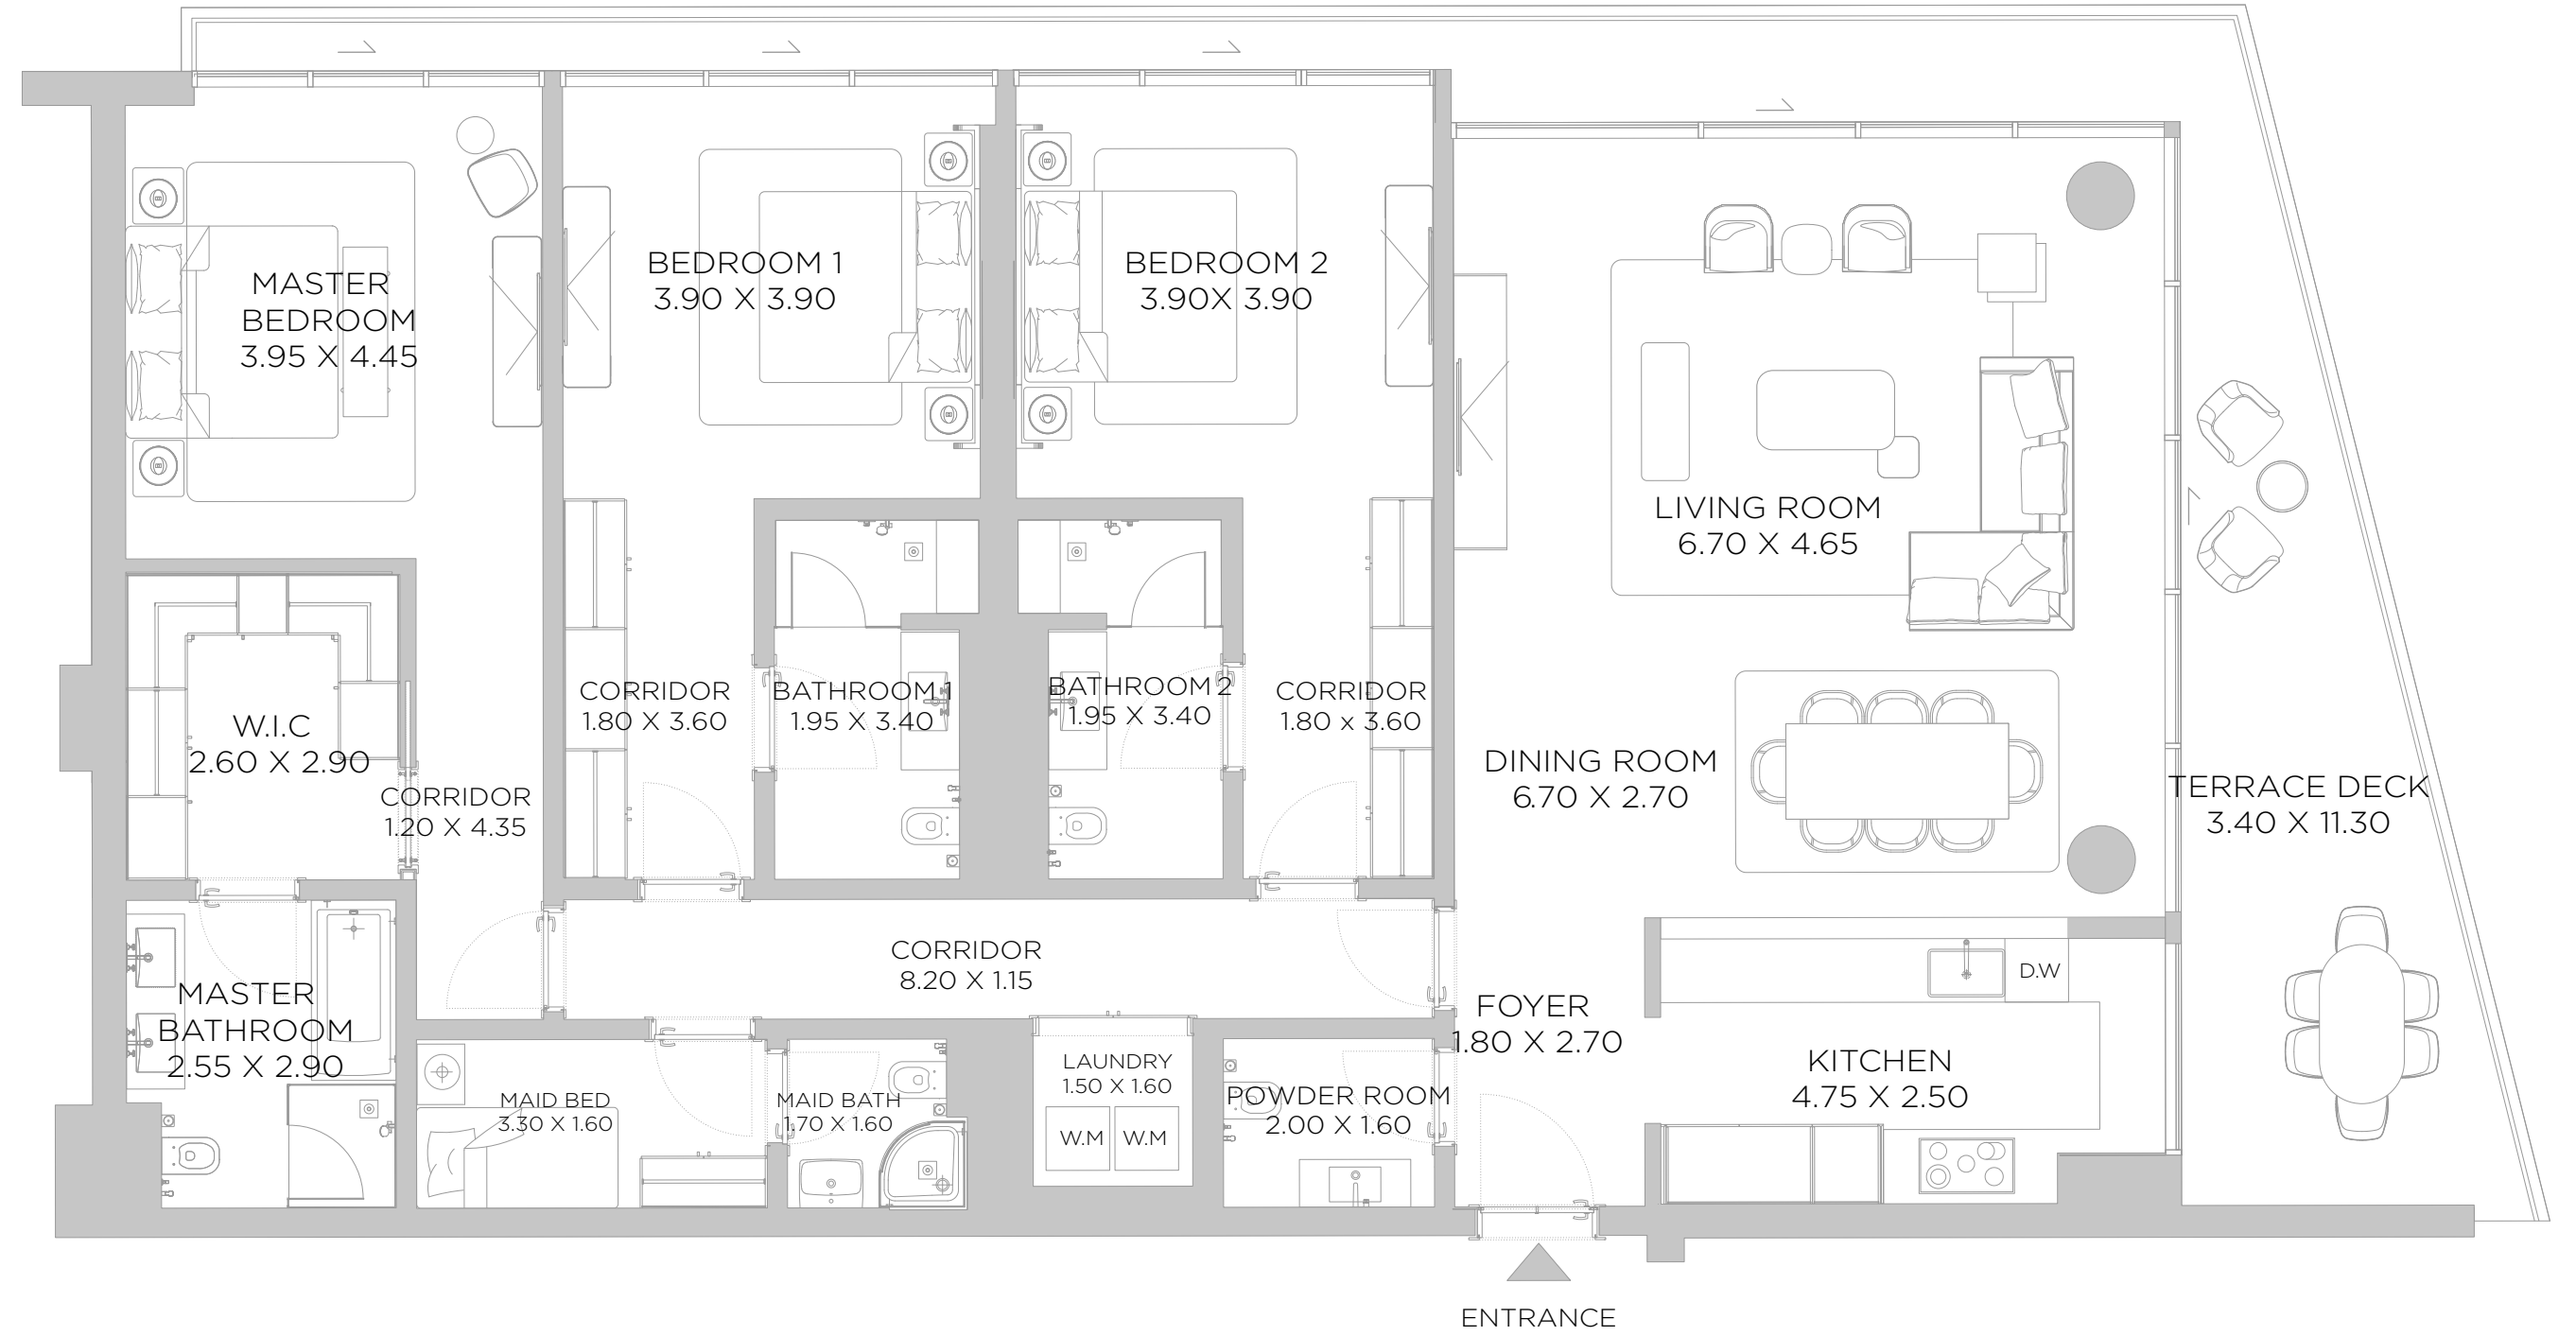 MASTER
BEDROOM
3.95 X 4.45
BEDROOM 1
3.90 X 3.90
BEDROOM 2
3.90X 3.90
LIVING ROOM
6.70 X 4.65
W.I.C
2.60 X 2.90
CORRIDOR
1.20 X 4.35
CORRIDOR
1.80 X 3.60
BATHROOM 1
1.95 X 3.40
BATHROOM 2
1.95 X 3.40
CORRIDOR
1.80 x 3.60
DINING ROOM
6.70 X 2.70
TERRACE DECK
3.40 X 11.30
MASTER
BATHROOM
2.55 X 2.90
CORRIDOR
8.20 X 1.15
FOYER
1.80 X 2.70
D.W
KITCHEN
4.75 X 2.50
MAID BED
3.30 X 1.60
MAID BATH
1.70 X 1.60
LAUNDRY
1.50 X 1.60
W.M
W.M
POWDER ROOM
2.00 X 1.60
ENTRANCE